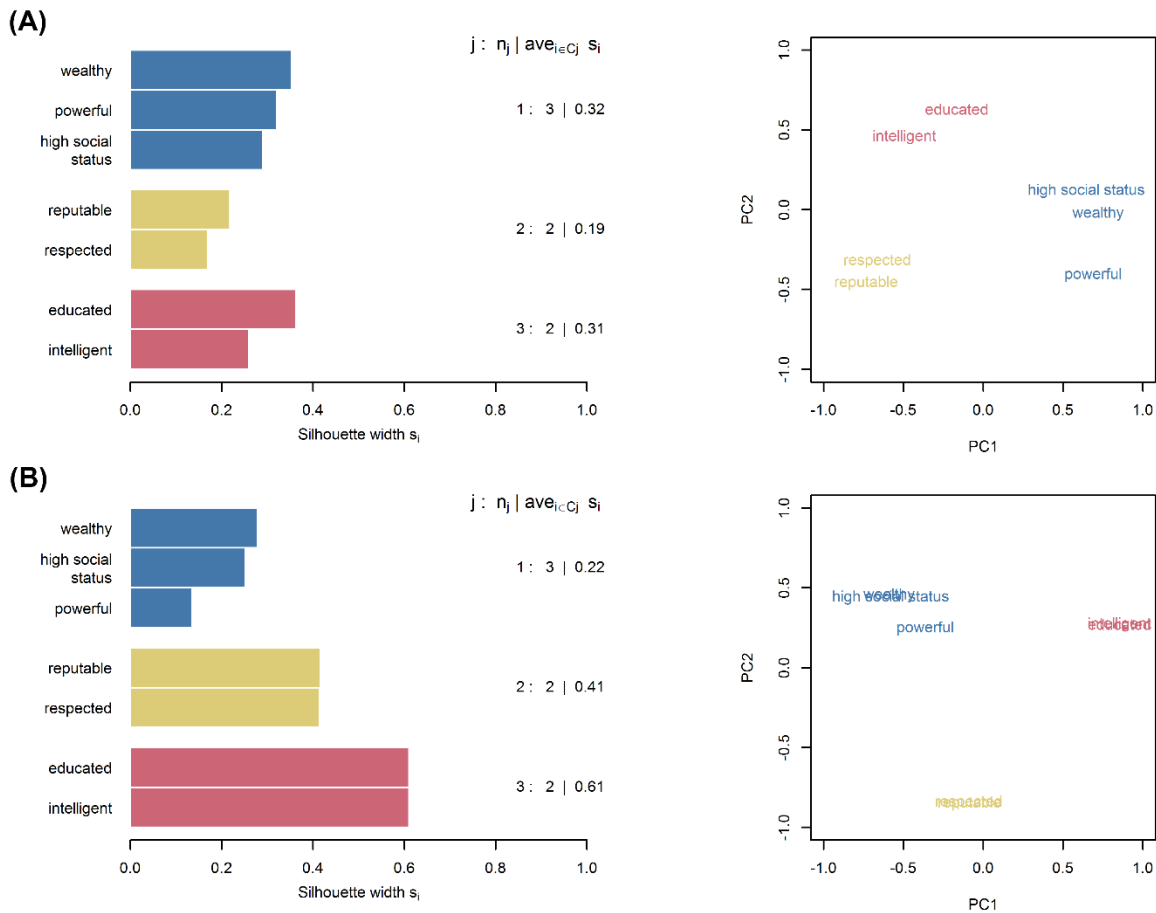 (A)
j : nj | ave i∈Cj si
wealthy
powerful
high social
status
1 : 3 | 0.32
reputable
respected
2 : 2 | 0.19
educated
intelligent
3 : 2 | 0.31
0.0 0.2 0.4 0.6 0.8 1.0
Silhouette width si
1.0
0.5
0.0
-0.5
-1.0
PC2
educated
intelligent
high social status
wealthy
respected
reputable
powerful
-1.0 -0.5 0.0 0.5 1.0
PC1
(B)
j : nj | ave i⊂Cj si
wealthy
high social
status
powerful
1 : 3 | 0.22
reputable
respected
2 : 2 | 0.41
educated
intelligent
3 : 2 | 0.61
0.0 0.2 0.4 0.6 0.8 1.0
Silhouette width si
1.0
0.5
0.0
-0.5
-1.0
PC2
wealthy
high social status
powerful
intelligent
educated
respected
reputable
-1.0 -0.5 0.0 0.5 1.0
PC1